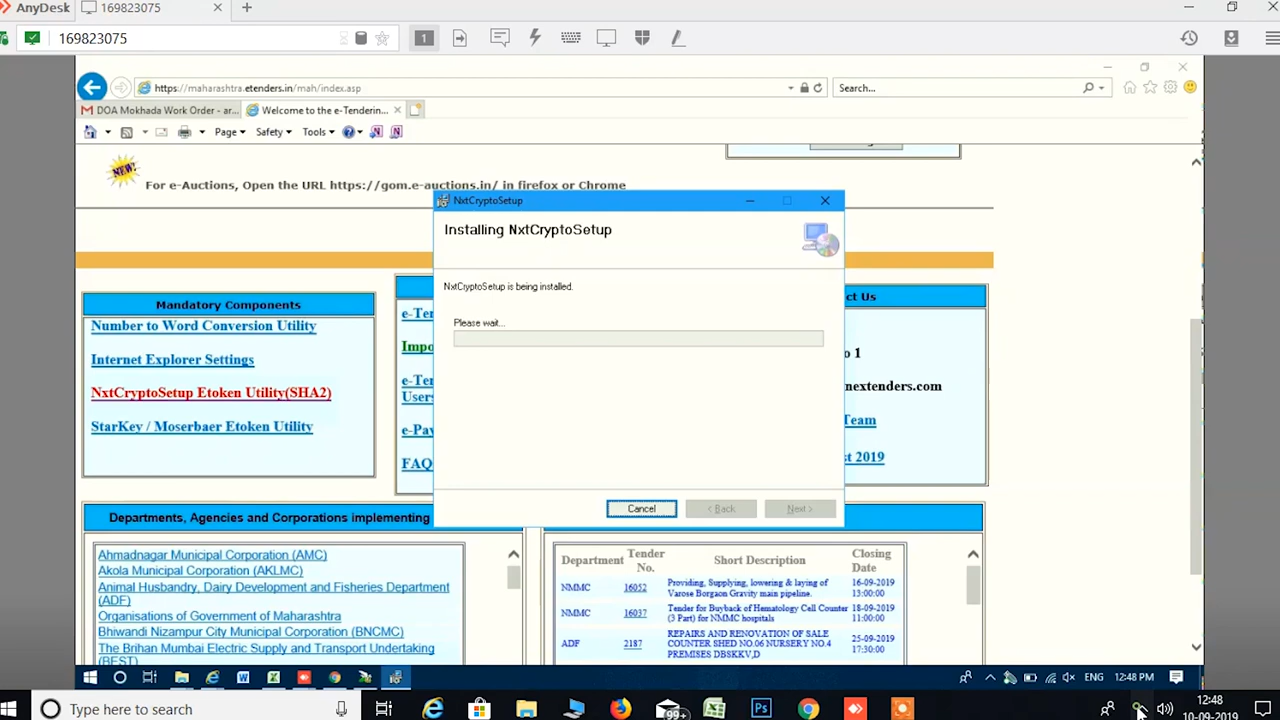 AnyDesk
169823075
169823075
1
https://maharashtra.etenders.in/mah/index.asp
Search...
DOA Mokhada Work Order - ar...
Welcome to the e-Tenderin...
Page
Safety
Tools
NEW!
For e-Auctions, Open the URL https://gom.e-auctions.in/ in firefox or Chrome
NxtCryptoSetup
Installing NxtCryptoSetup
NxtCryptoSetup is being installed.
Please wait...
Cancel
< Back
Next >
Mandatory Components
Number to Word Conversion Utility
Internet Explorer Settings
NxtCryptoSetup Etoken Utility(SHA2)
StarKey / Moserbaer Etoken Utility
e-Ter
Impo
e-Ter
Users
e-Pay
FAQ
ct Us
o 1
nextenders.com
Team
st 2019
Departments, Agencies and Corporations implementing
Ahmadnagar Municipal Corporation (AMC)
Akola Municipal Corporation (AKLMC)
Animal Husbandry, Dairy Development and Fisheries Department
(ADF)
Organisations of Government of Maharashtra
Bhiwandi Nizampur City Municipal Corporation (BNCMC)
The Brihan Mumbai Electric Supply and Transport Undertaking
(BEST)
Department
Tender No.
Short Description
Closing Date
NMMC 16052 Providing, Supplying, lowering & laying of 16-09-2019
Varose Borgaon Gravity main pipeline. 13:00:00
NMMC 16037 Tender for Buyback of Hematology Cell Counter 18-09-2019
(3 Part) for NMMC hospitals 11:00:00
ADF 2187 REPAIRS AND RENOVATION OF SALE 25-09-2019
COUNTER SHED NO.06 NURSERY NO.4 17:30:00
PREMISES DBSKKV,D
ENG 12:48 PM
Type here to search
99+
12:48
10-09-2019